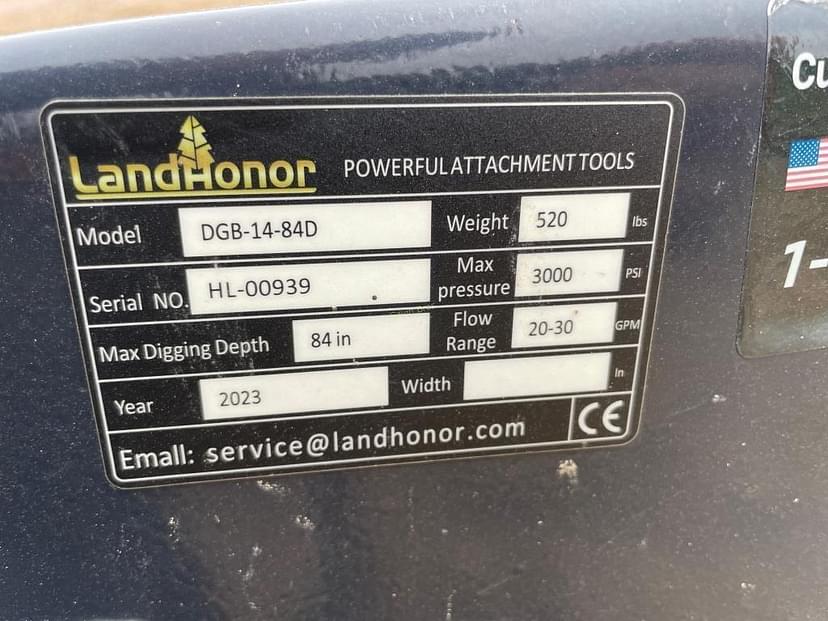 LandHonor POWERFUL ATTACHMENT TOOLS
Model DGB-14-84D Weight 520 lbs
Serial NO. HL-00939 Max pressure 3000 PSI
Max Digging Depth 84 in Flow Range 20-30 GPM
Year 2023 Width In
Email: service@landhonor.com CE
1-